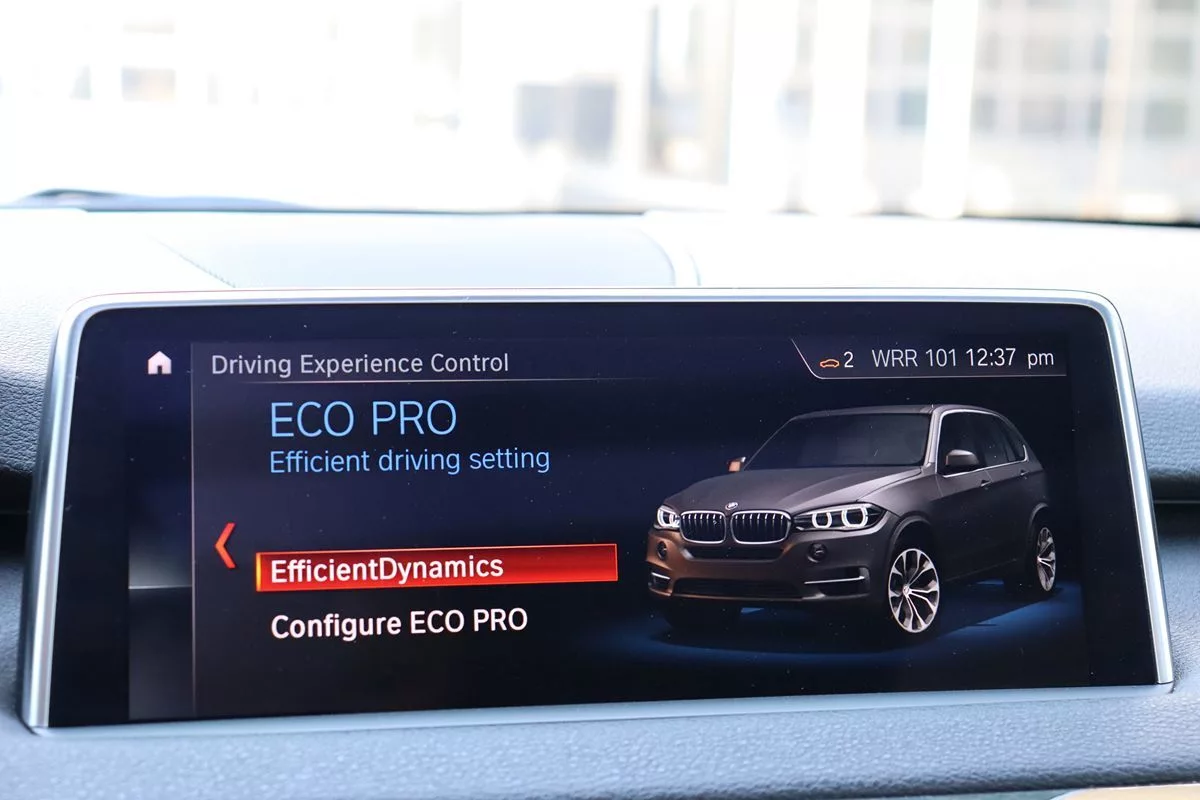 Driving Experience Control
2 WRR 101 12:37 pm
ECO PRO
Efficient driving setting
EfficientDynamics
Configure ECO PRO